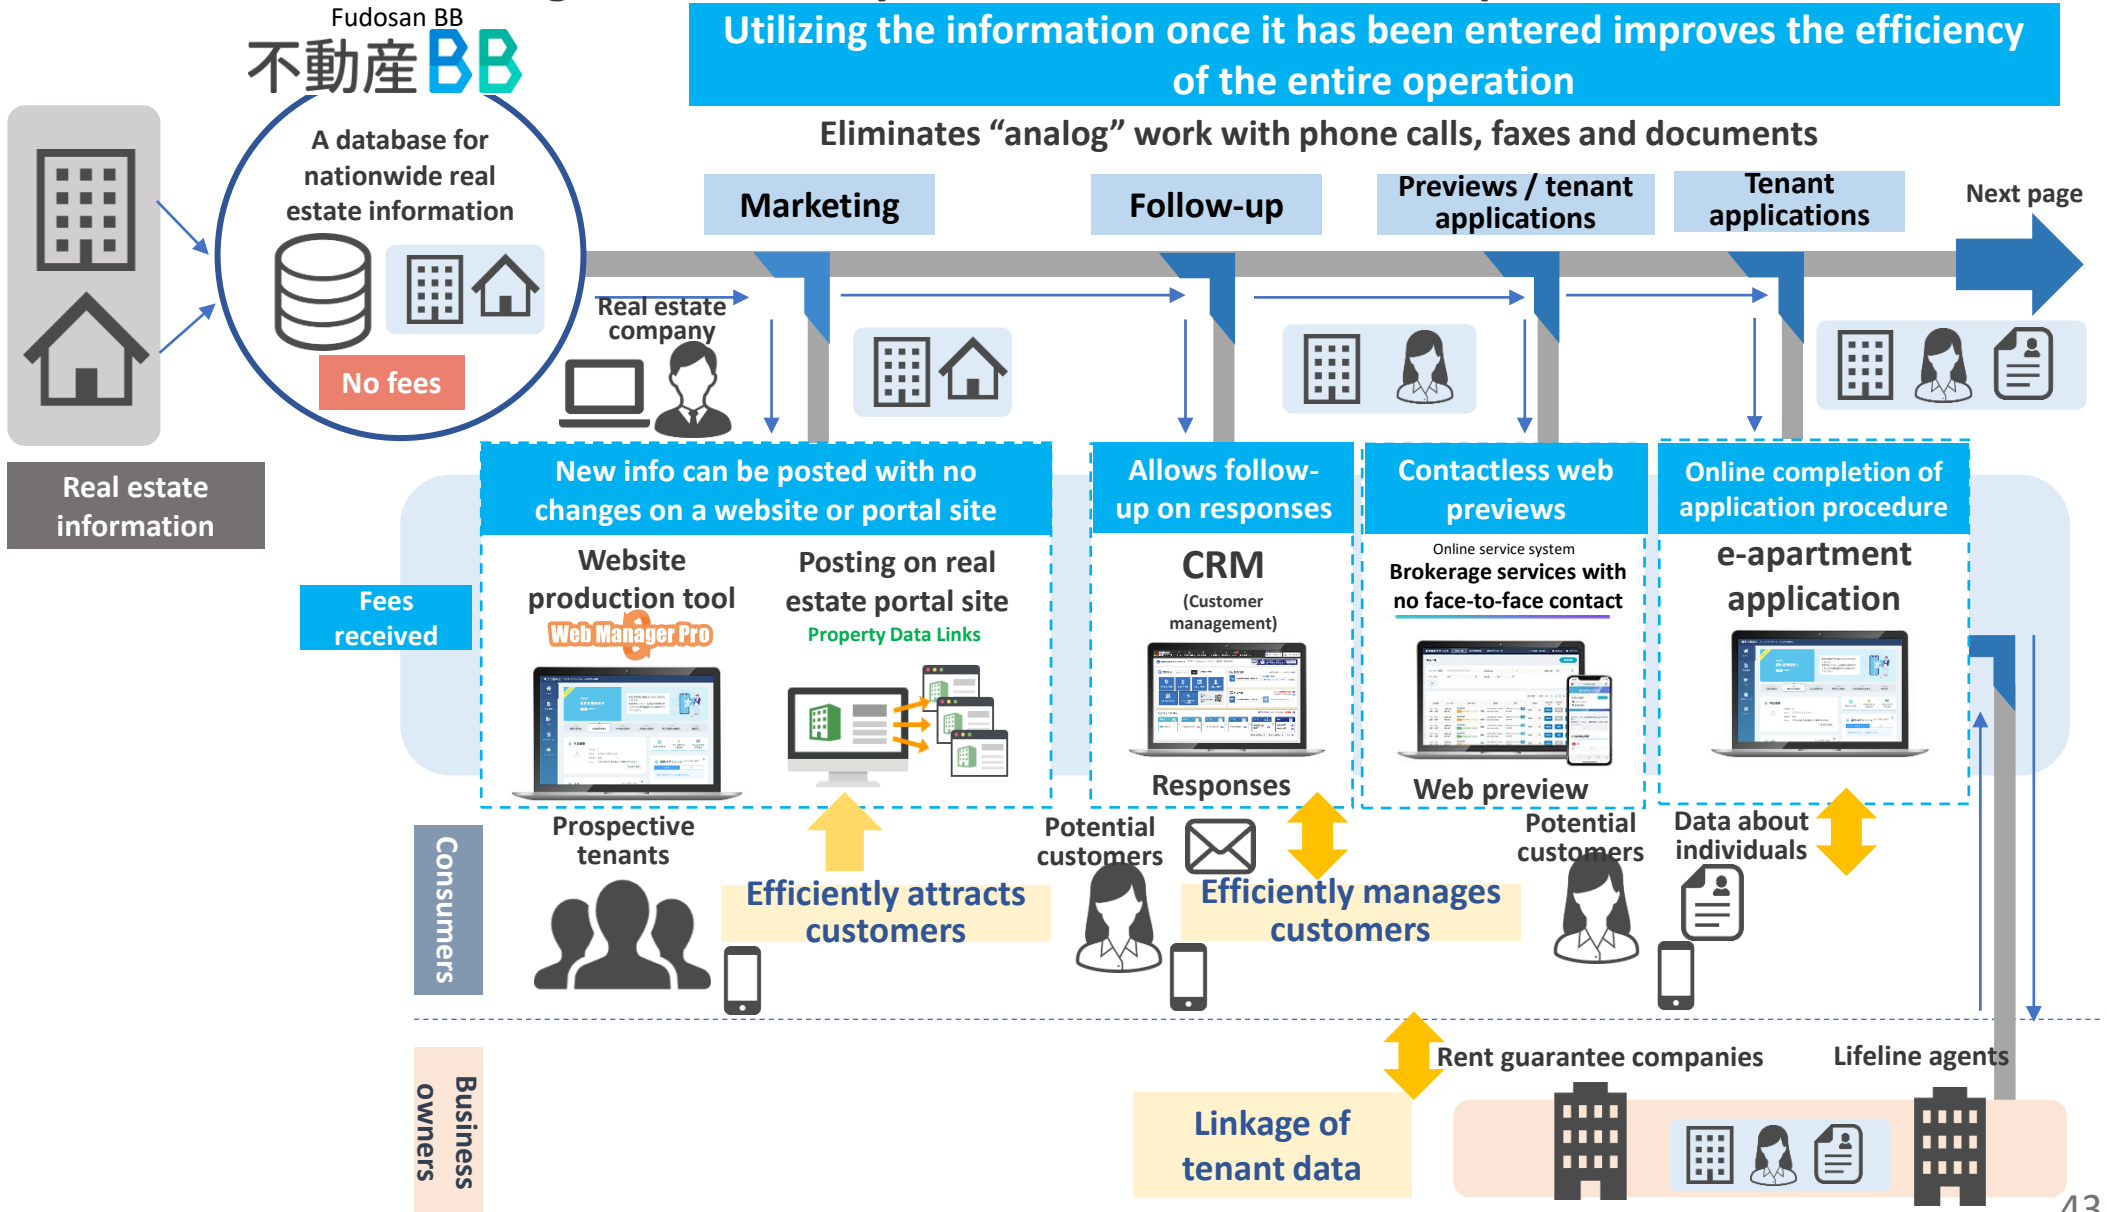 Fudosan BB
不動産BB
Utilizing the information once it has been entered improves the efficiency
of the entire operation
Eliminates “analog” work with phone calls, faxes and documents
A database for
nationwide real
estate information
No fees
Real estate
information
Marketing
Follow-up
Previews / tenant
applications
Tenant
applications
Next page
Real estate
company
New info can be posted with no
changes on a website or portal site
Allows follow-
up on responses
Contactless web
previews
Online completion of
application procedure
Fees
received
Website
production tool
Web Manager Pro
Posting on real
estate portal site
Property Data Links
CRM
(Customer
management)
Responses
Online service system
Brokerage services with
no face-to-face contact
Web preview
e-apartment
application
Consumers
Prospective
tenants
Efficiently attracts
customers
Potential
customers
Efficiently manages
customers
Potential
customers
Data about
individuals
Business
owners
Linkage of
tenant data
Rent guarantee companies
Lifeline agents
43